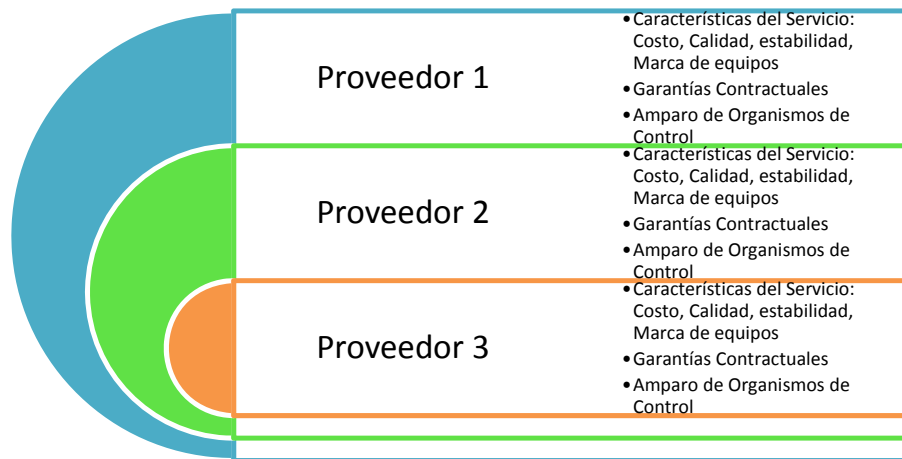 Proveedor 1
•Características del Servicio:
Costo, Calidad, estabilidad,
Marca de equipos
•Garantías Contractuales
•Amparo de Organismos de
Control
Proveedor 2
•Características del Servicio:
Costo, Calidad, estabilidad,
Marca de equipos
•Garantías Contractuales
•Amparo de Organismos de
Control
Proveedor 3
•Características del Servicio:
Costo, Calidad, estabilidad,
Marca de equipos
•Garantías Contractuales
•Amparo de Organismos de
Control